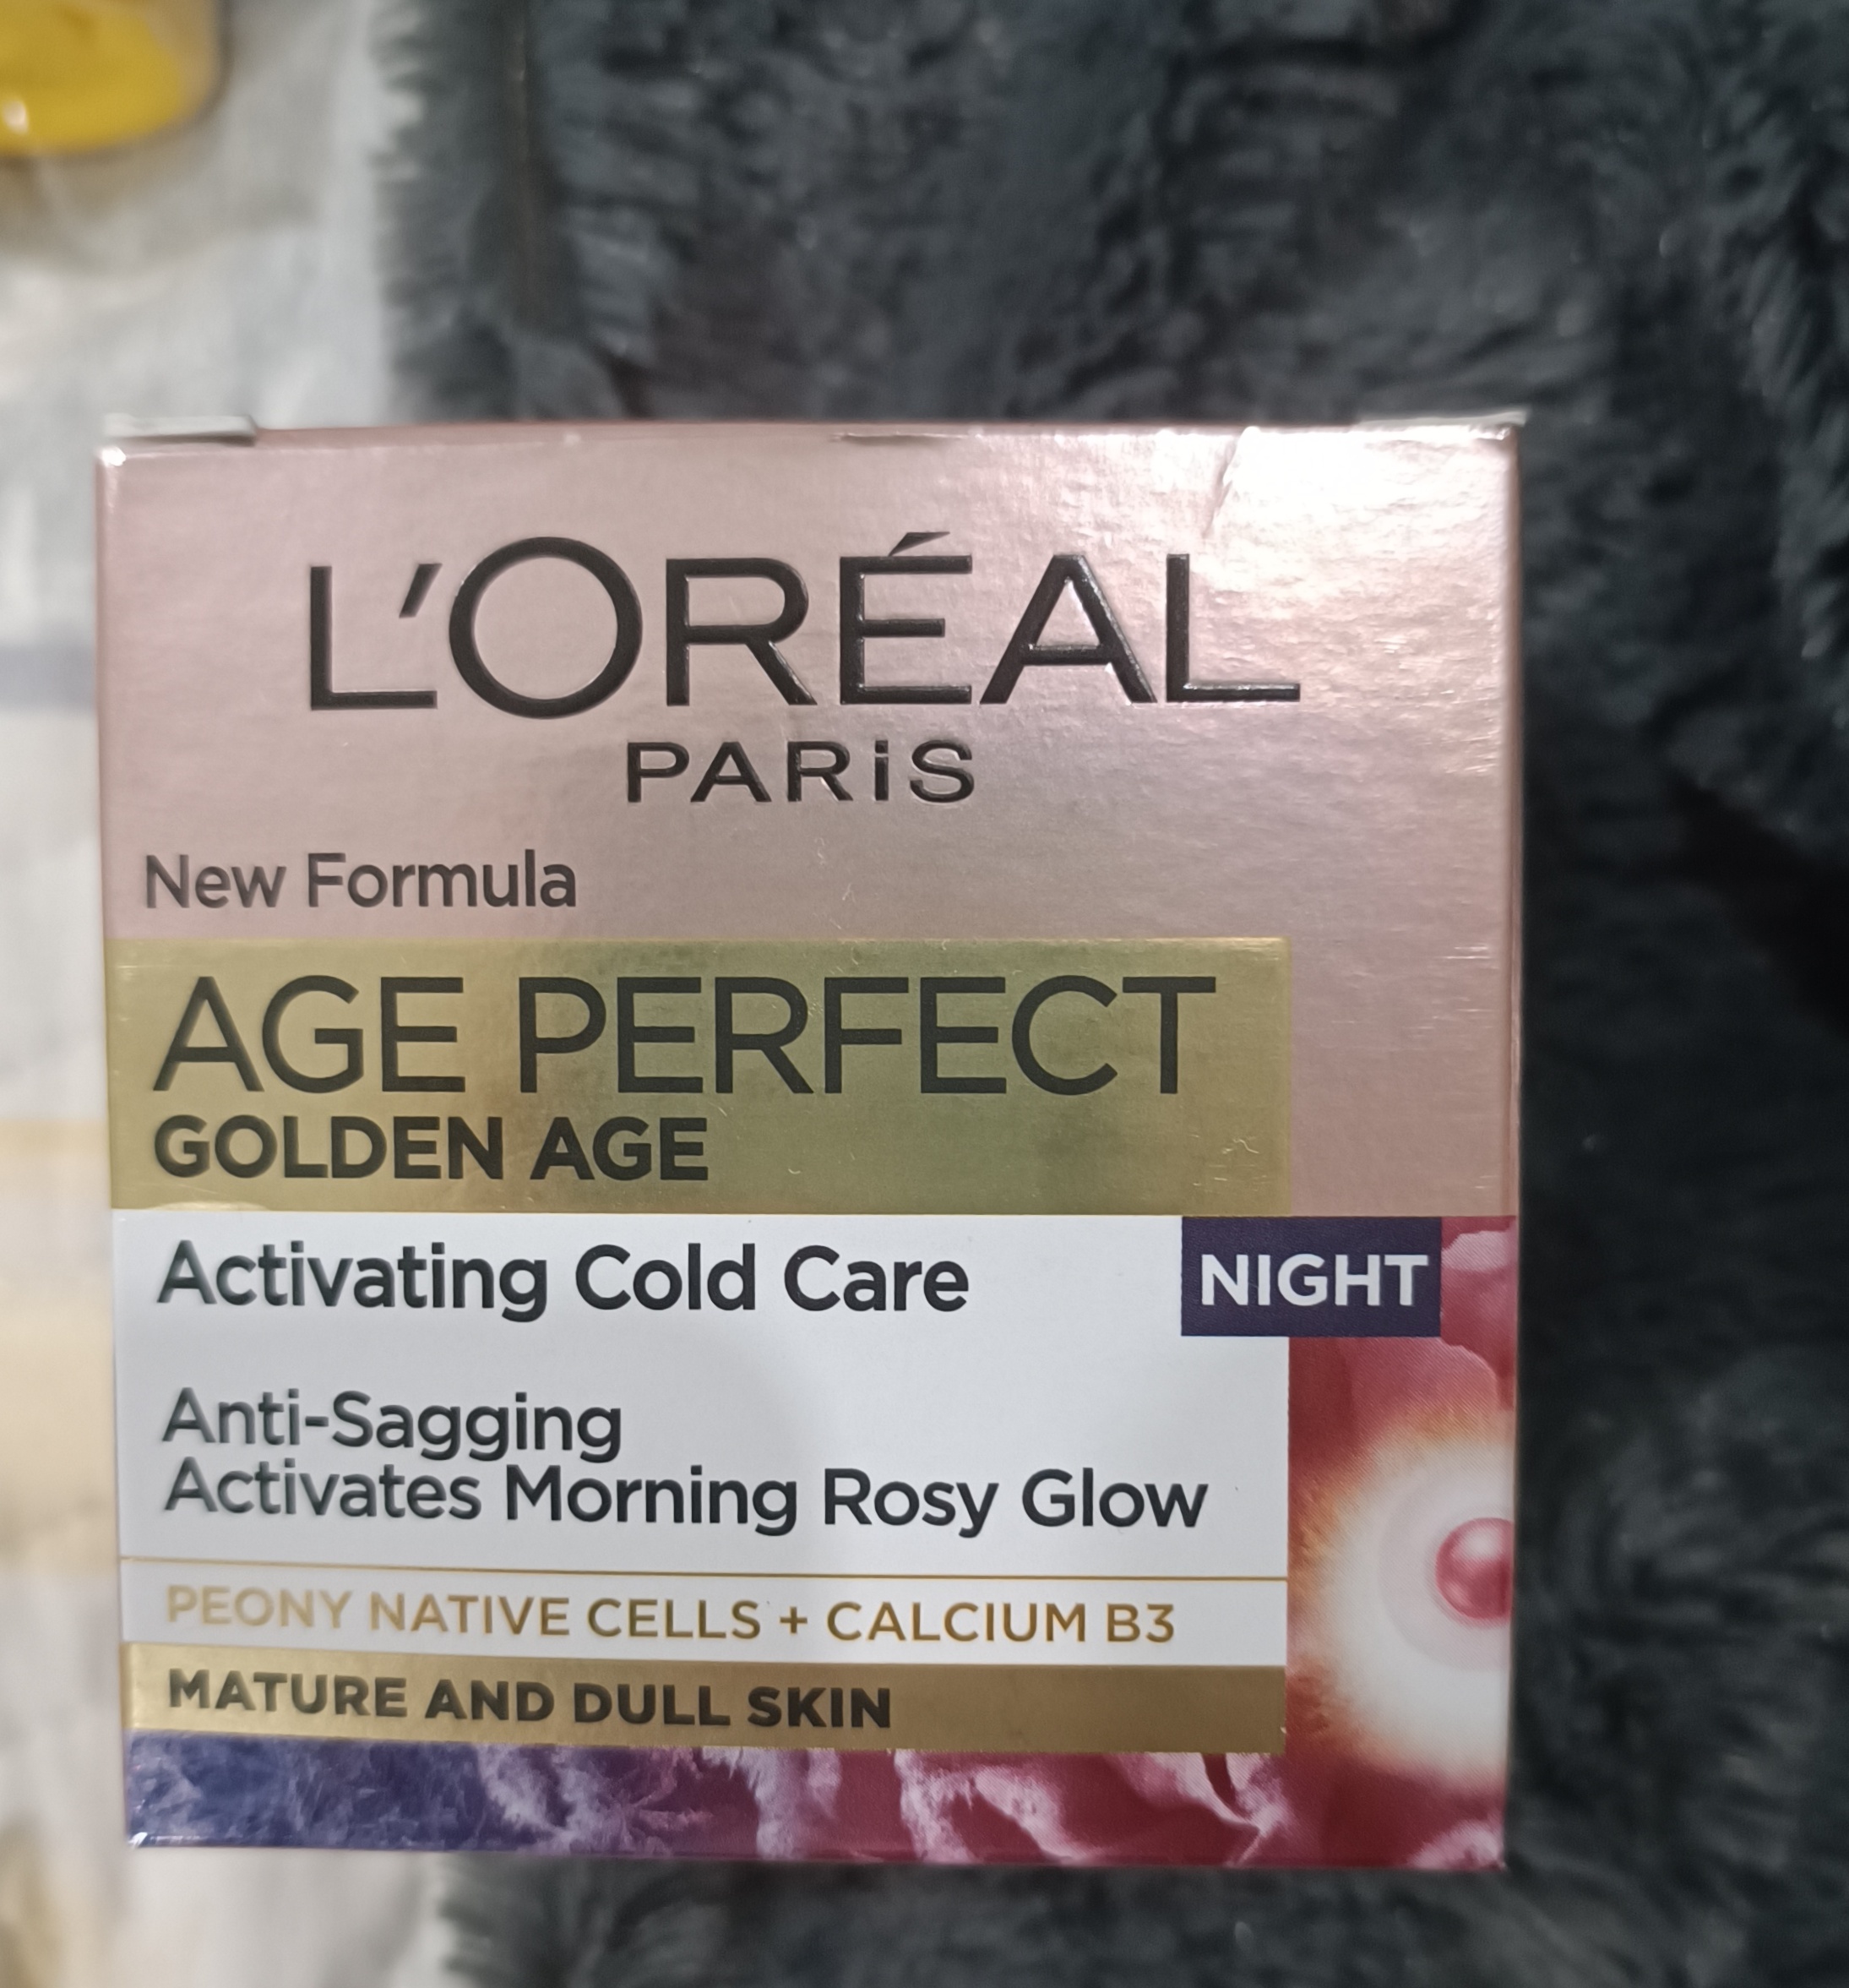 L'ORÉAL
PARiS
New Formula
AGE PERFECT
GOLDEN AGE
Activating Cold Care
NIGHT
Anti-Sagging
Activates Morning Rosy Glow
PEONY NATIVE CELLS + CALCIUM B3
MATURE AND DULL SKIN